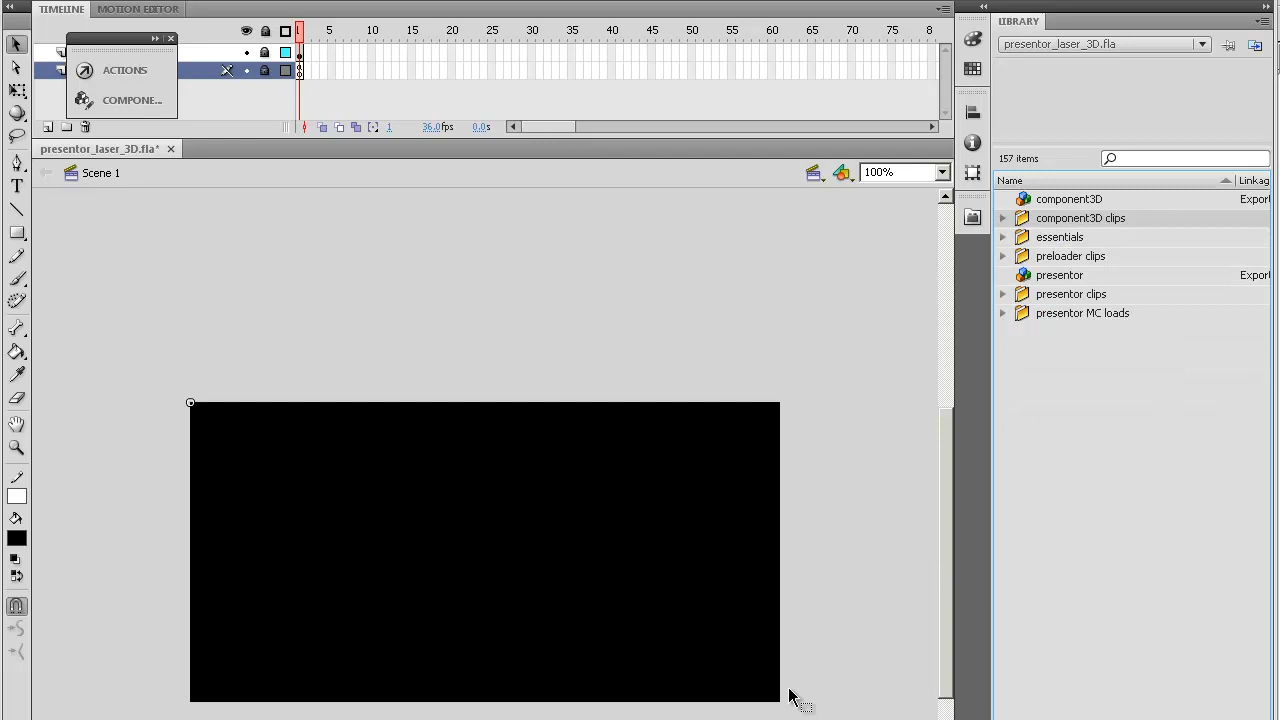 TIMELINE MOTION EDITOR
1 5 10 15 20 25 30 35 40 45 50 55 60 65 70 75 8
ACTIONS
COMPONE...
1 36.0fps 0.0s
presentor_laser_3D.fla*
Scene 1
100%
T
LIBRARY
presentor_laser_3D.fla
157 items
Name Linkag
component3D Export
component3D clips
essentials
preloader clips
presentor Export
presentor clips
presentor MC loads